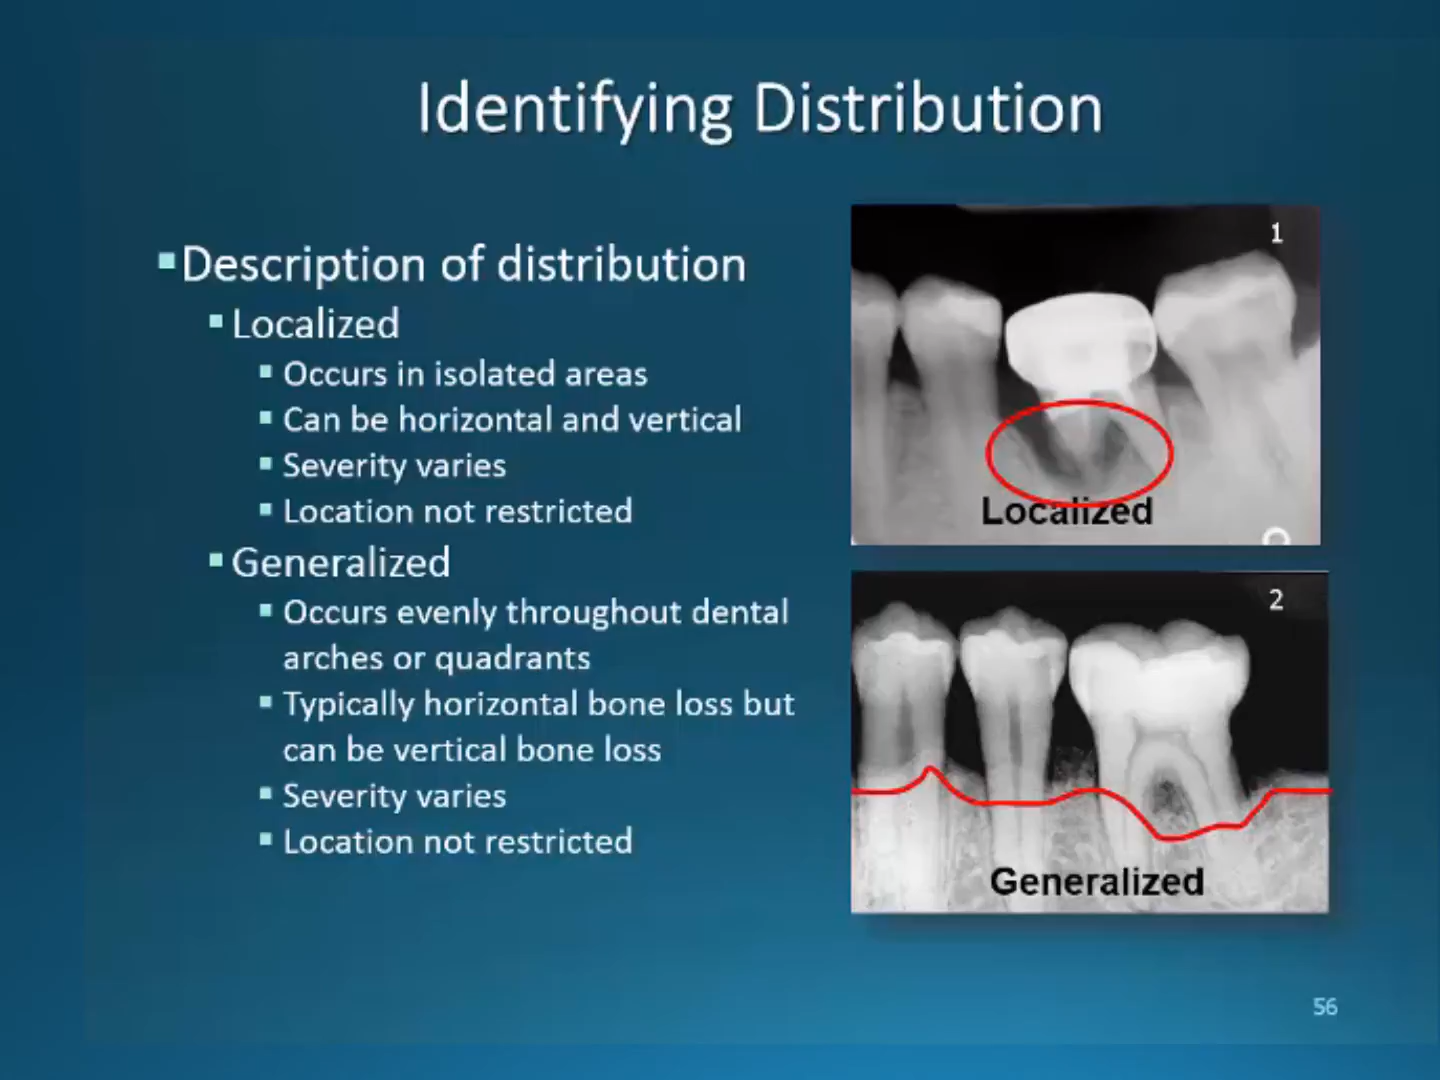 Identifying Distribution
Description of distribution
Localized
Occurs in isolated areas
Can be horizontal and vertical
Severity varies
Location not restricted
Generalized
Occurs evenly throughout dental
arches or quadrants
Typically horizontal bone loss but
can be vertical bone loss
Severity varies
Location not restricted
1
Localized
2
Generalized
56